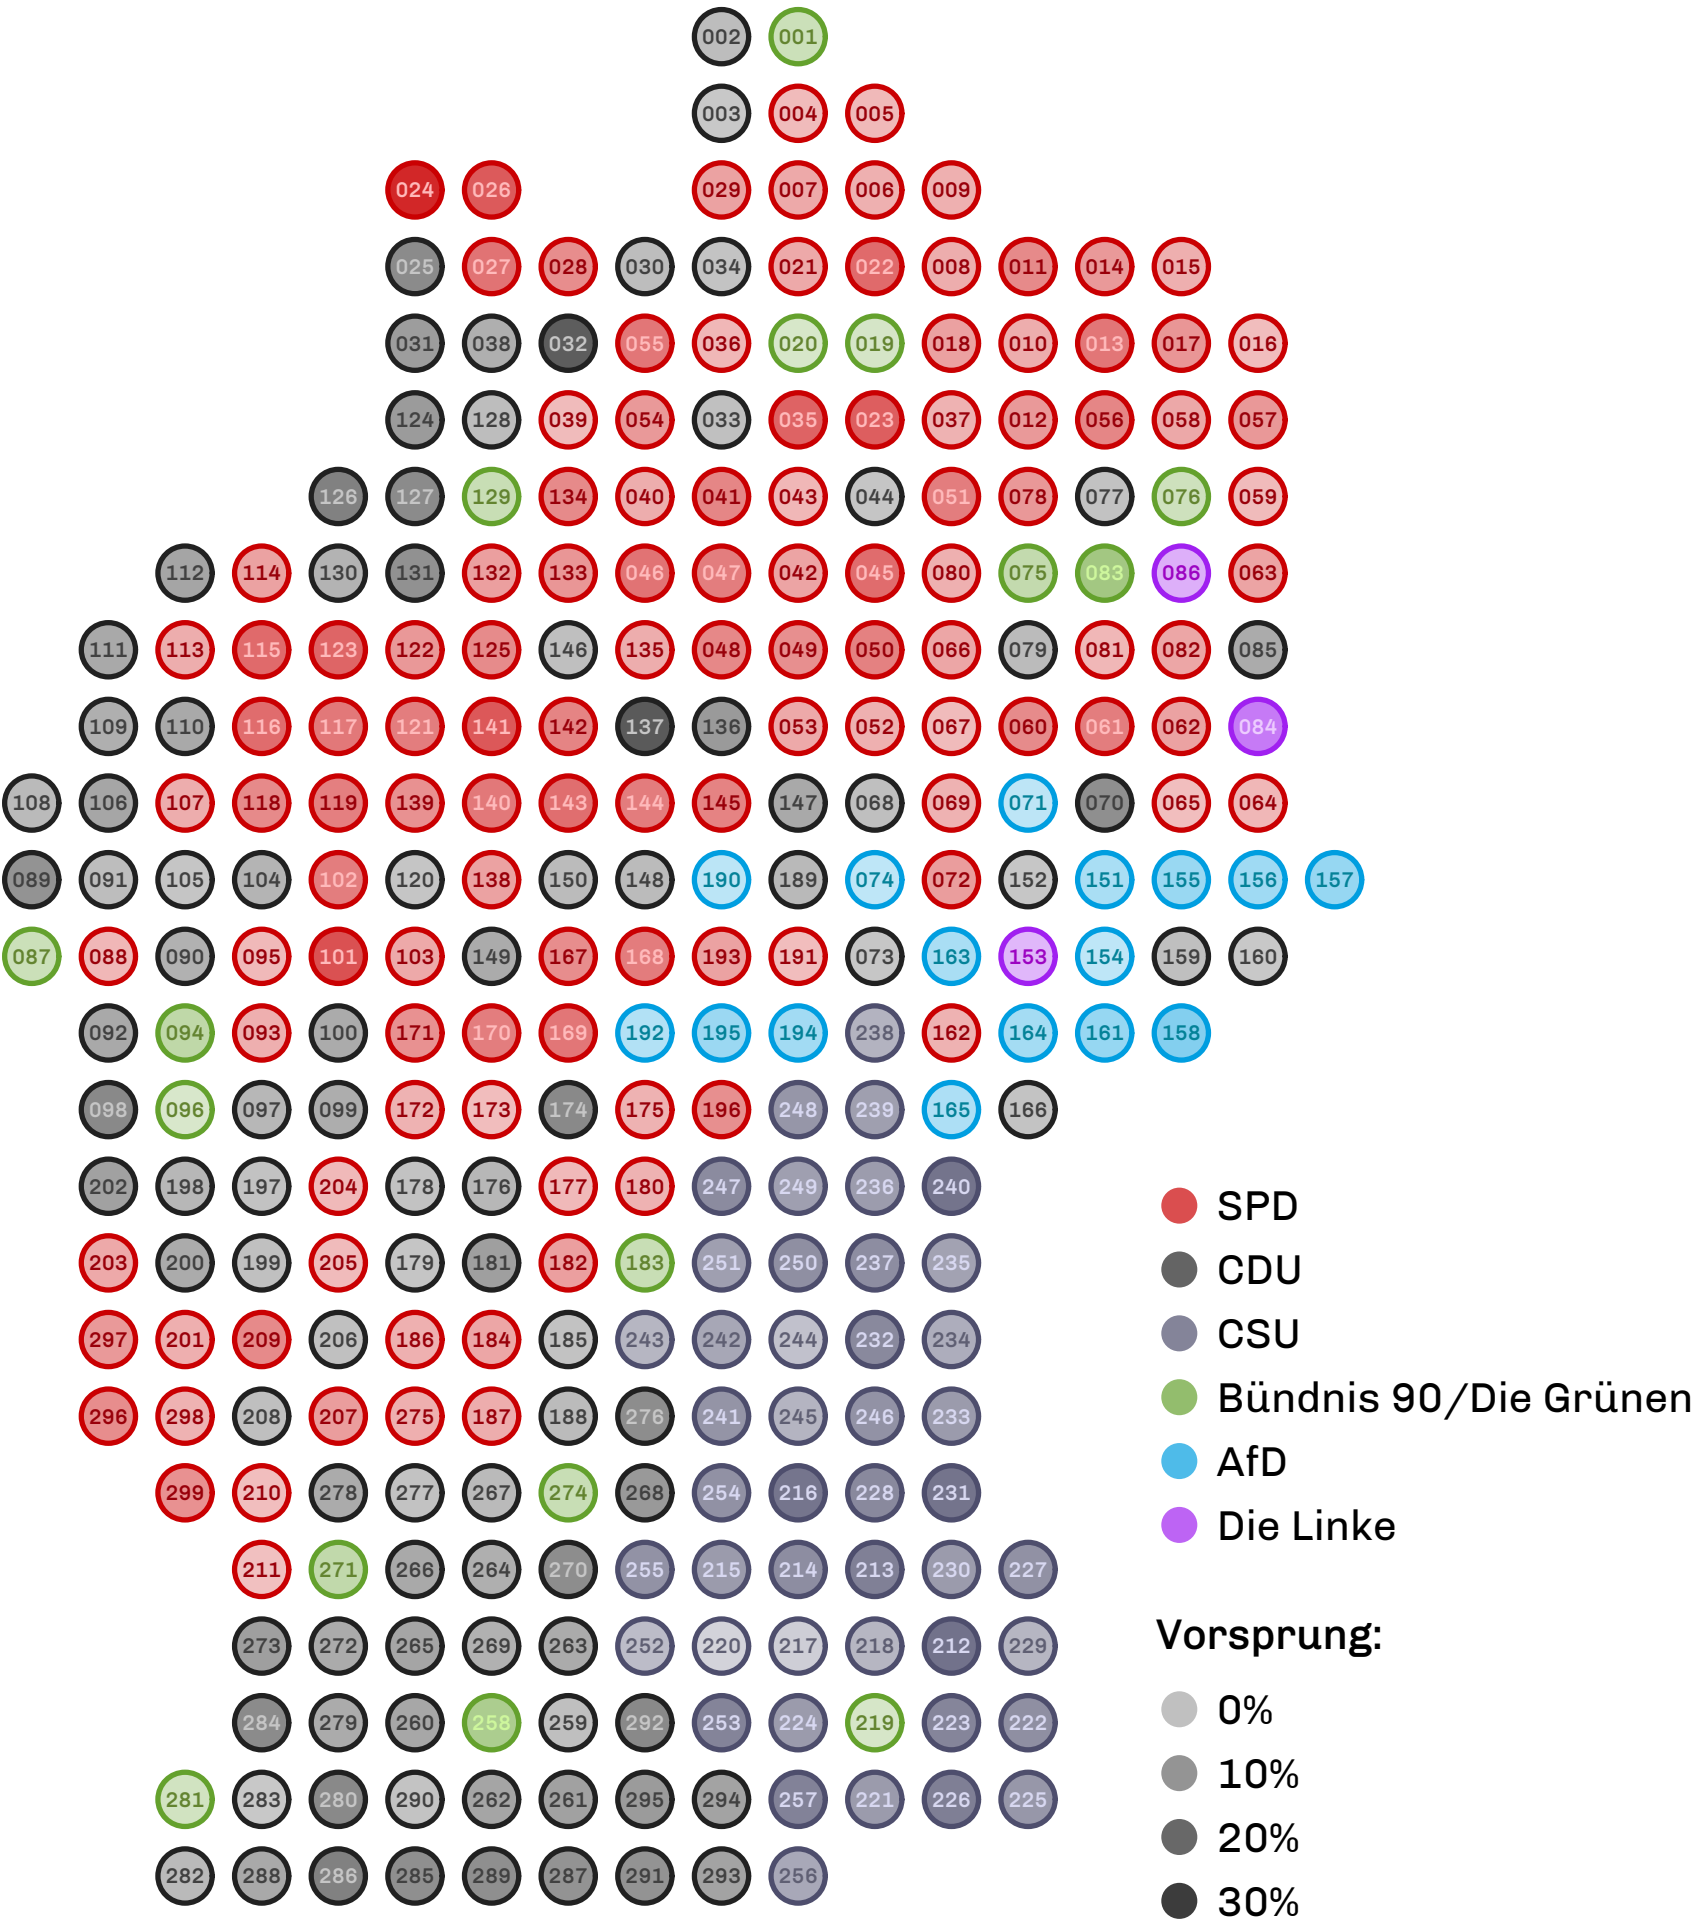 002 001
003 004 005
024 026 029 007 006 009
025 027 028 030 034 021 022 008 011 014 015
031 038 032 055 036 020 019 018 010 013 017 016
124 128 039 054 033 035 023 037 012 056 058 057
126 127 129 134 040 041 043 044 051 078 077 076 059
112 114 130 131 132 133 046 047 042 045 080 075 083 086 063
111 113 115 123 122 125 146 135 048 049 050 066 079 081 082 085
109 110 116 117 121 141 142 137 136 053 052 067 060 061 062 084
108 106 107 118 119 139 140 143 144 145 147 068 069 071 070 065 064
089 091 105 104 102 120 138 150 148 190 189 074 072 152 151 155 156 157
087 088 090 095 101 103 149 167 168 193 191 073 163 153 154 159 160
092 094 093 100 171 170 169 192 195 194 238 162 164 161 158
098 096 097 099 172 173 174 175 196 248 239 165 166
202 198 197 204 178 176 177 180 247 249 236 240
203 200 199 205 179 181 182 183 251 250 237 235
297 201 209 206 186 184 185 243 242 244 232 234
296 298 208 207 275 187 188 276 241 245 246 233
299 210 278 277 267 274 268 254 216 228 231
211 271 266 264 270 255 215 214 213 230 227
273 272 265 269 263 252 220 217 218 212 229
284 279 260 258 259 292 253 224 219 223 222
281 283 280 290 262 261 295 294 257 221 226 225
282 288 286 285 289 287 291 293 256
SPD
CDU
CSU
Bündnis 90/Die Grünen
AfD
Die Linke
Vorsprung:
0%
10%
20%
30%